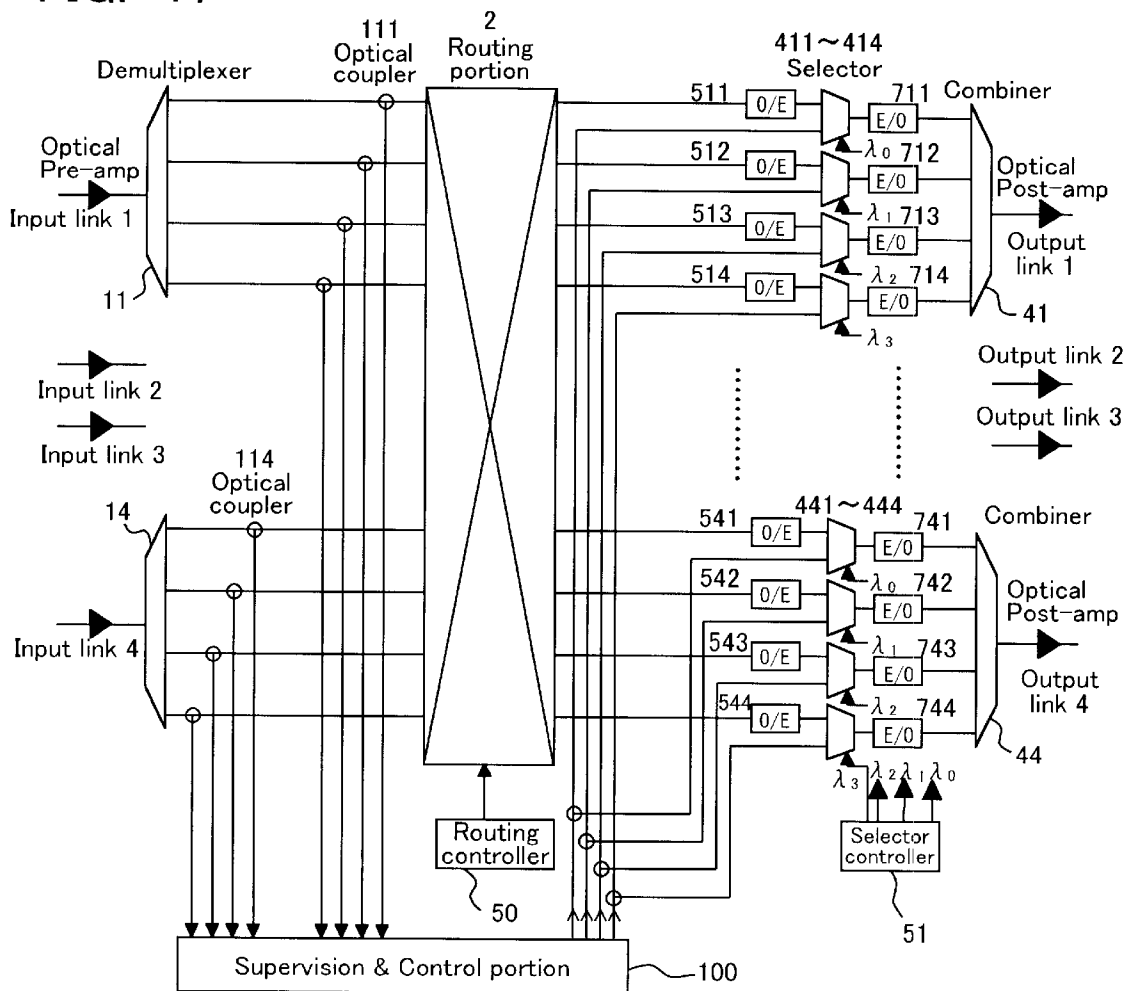 111
Optical
coupler
2
Routing
portion
411～414
Selector
Demultiplexer
Combiner
511
O/E
711
E/O
λ0
512
O/E
712
E/O
λ1
513
O/E
713
E/O
λ2
514
O/E
714
E/O
λ3
Optical
Pre-amp
Input link 1
11
Optical
Post-amp
Output
link 1
41
Input link 2
Input link 3
Output link 2
Output link 3
114
Optical
coupler
14
Input link 4
441～444
Combiner
541
O/E
741
E/O
λ0
542
O/E
742
E/O
λ1
543
O/E
743
E/O
λ2
544
O/E
744
E/O
λ3
λ2 λ1 λ0
Optical
Post-amp
Output
link 4
44
Routing
controller
50
Selector
controller
51
Supervision & Control portion
100